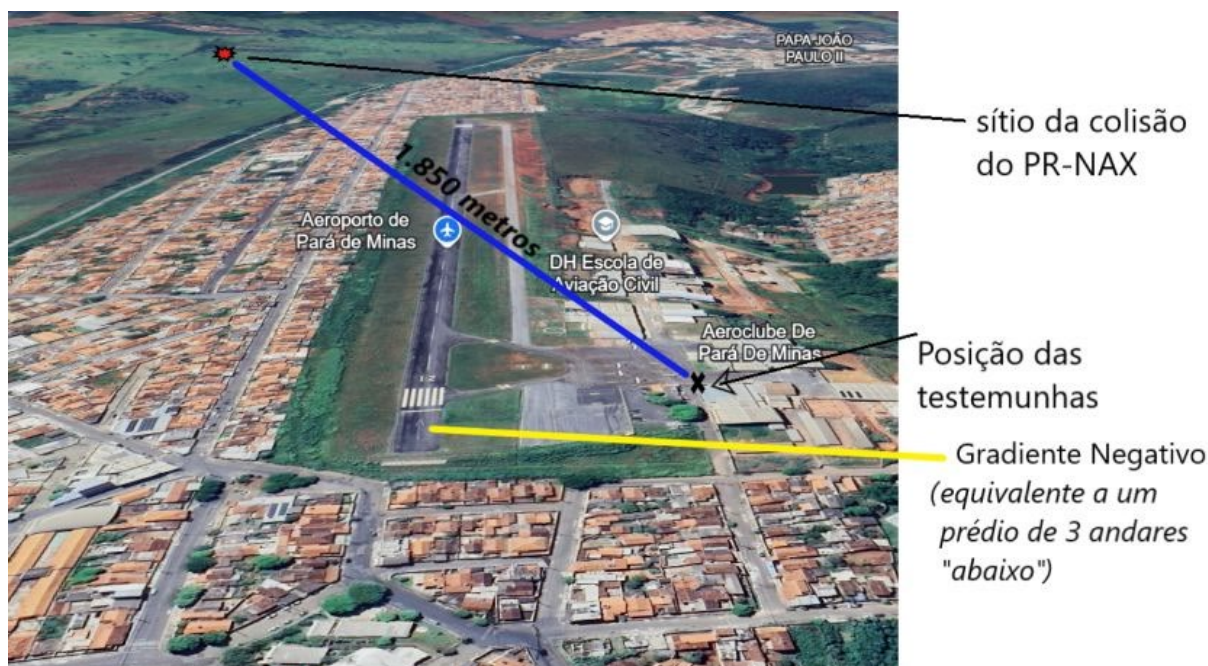 PAPA JOÃO
PAULO II
sítio da colisão
do PR-NAX
1.850 metros
Aeroporto de
Pará de Minas
DH Escola de
Aviação Civil
Aeroclube De
Pará De Minas
Posição das
testemunhas
Gradiente Negativo
(equivalente a um
prédio de 3 andares
"abaixo")